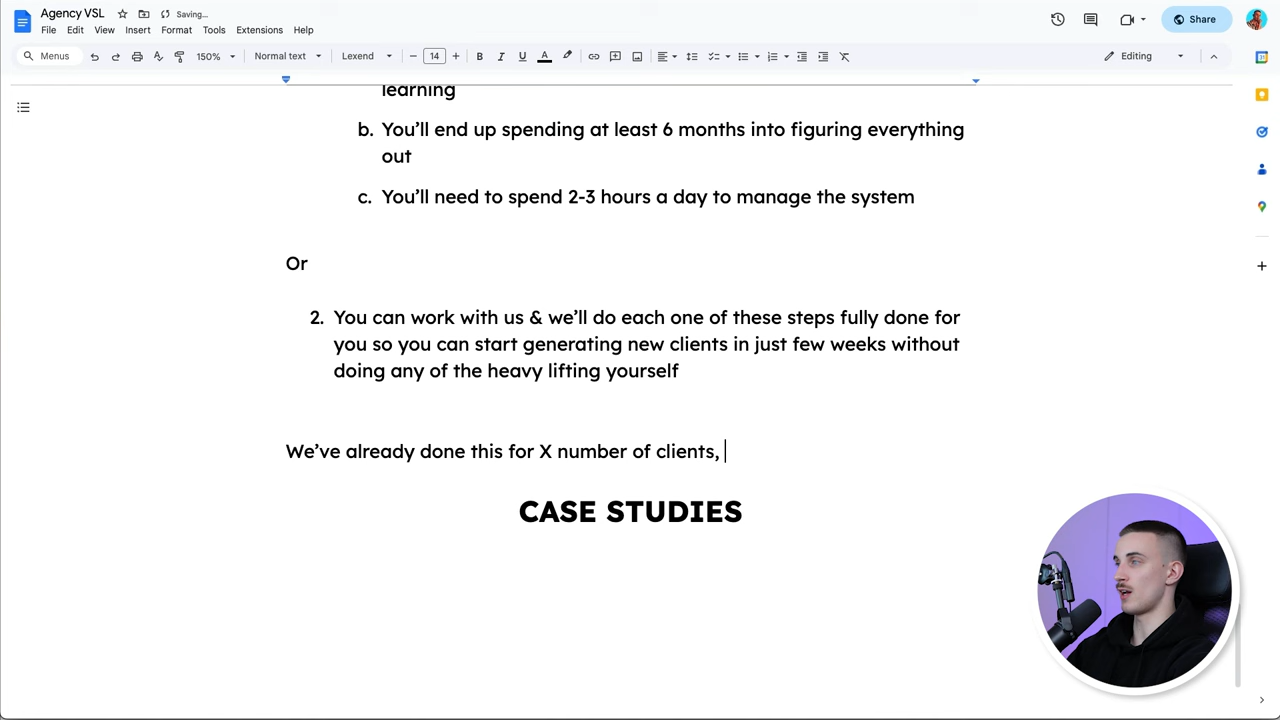 Agency VSL
Saving...
File Edit View Insert Format Tools Extensions Help
Share
Menus
150%
Normal text
Lexend
14
B I U A
Editing
learning
b. You’ll end up spending at least 6 months into figuring everything
out
c. You’ll need to spend 2-3 hours a day to manage the system
Or
2. You can work with us & we’ll do each one of these steps fully done for
you so you can start generating new clients in just few weeks without
doing any of the heavy lifting yourself
We’ve already done this for X number of clients,
CASE STUDIES